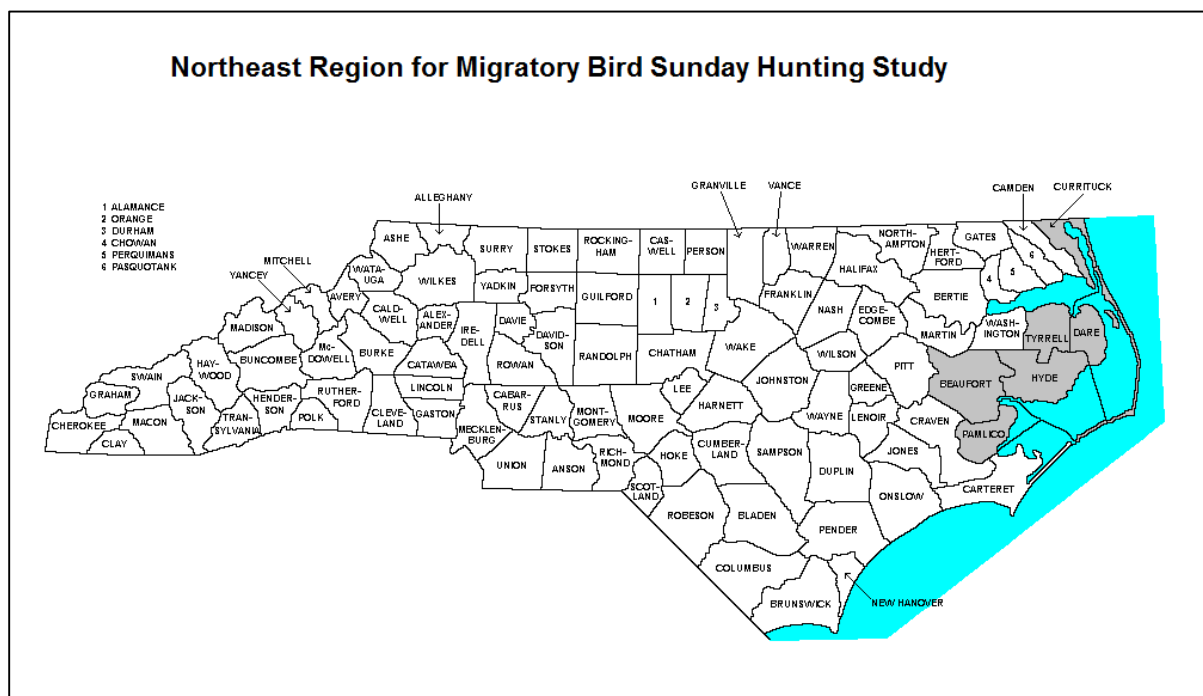 Northeast Region for Migratory Bird Sunday Hunting Study
1 ALAMANCE
2 ORANGE
3 DURHAM
4 CHOWAN
5 PERQUIMANS
6 PASQUOTANK
ALLEGHANY
GRANVILLE
VANCE
CAMDEN
CURRITUCK
ASHE
SURRY
STOKES
ROCKING-
HAM
CAS-
WELL
PERSON
WARREN
NORTH-
AMPTON
GATES
HERT-
FORD
HALIFAX
MITCHELL
YANCEY
WATAU-
GA
WILKES
YADKIN
FORSYTH
GUILFORD
1
2
3
FRANKLIN
NASH
EDGE-
COMBE
BERTIE
4
5
6
AVERY
CALD-
WELL
ALEX-
ANDER
IRE-
DELL
DAVIE
DAVID-
SON
MADISON
BUNCOMBE
Mc-
DOWELL
BURKE
CATAWBA
ROWAN
RANDOLPH
CHATHAM
WAKE
WILSON
MARTIN
WASH-
INGTON
TYRRELL
DARE
HAY-
WOOD
SWAIN
GRAHAM
JACK-
SON
HENDER-
SON
RUTHER-
FORD
LINCOLN
CABAR-
RUS
LEE
JOHNSTON
GREENE
PITT
BEAUFORT
HYDE
CHEROKEE
MACON
CLAY
TRAN-
SYLVANIA
POLK
CLEVE-
LAND
GASTON
MECKLEN-
BURG
STANLY
MONT-
GOMERY
MOORE
HARNETT
WAYNE
LENOIR
CRAVEN
PAMLICO
UNION
ANSON
RICH-
MOND
HOKE
CUMBER-
LAND
SAMPSON
DUPLIN
JONES
SCOT-
LAND
ROBESON
BLADEN
ONSLOW
CARTERET
PENDER
COLUMBUS
BRUNSWICK
NEW HANOVER